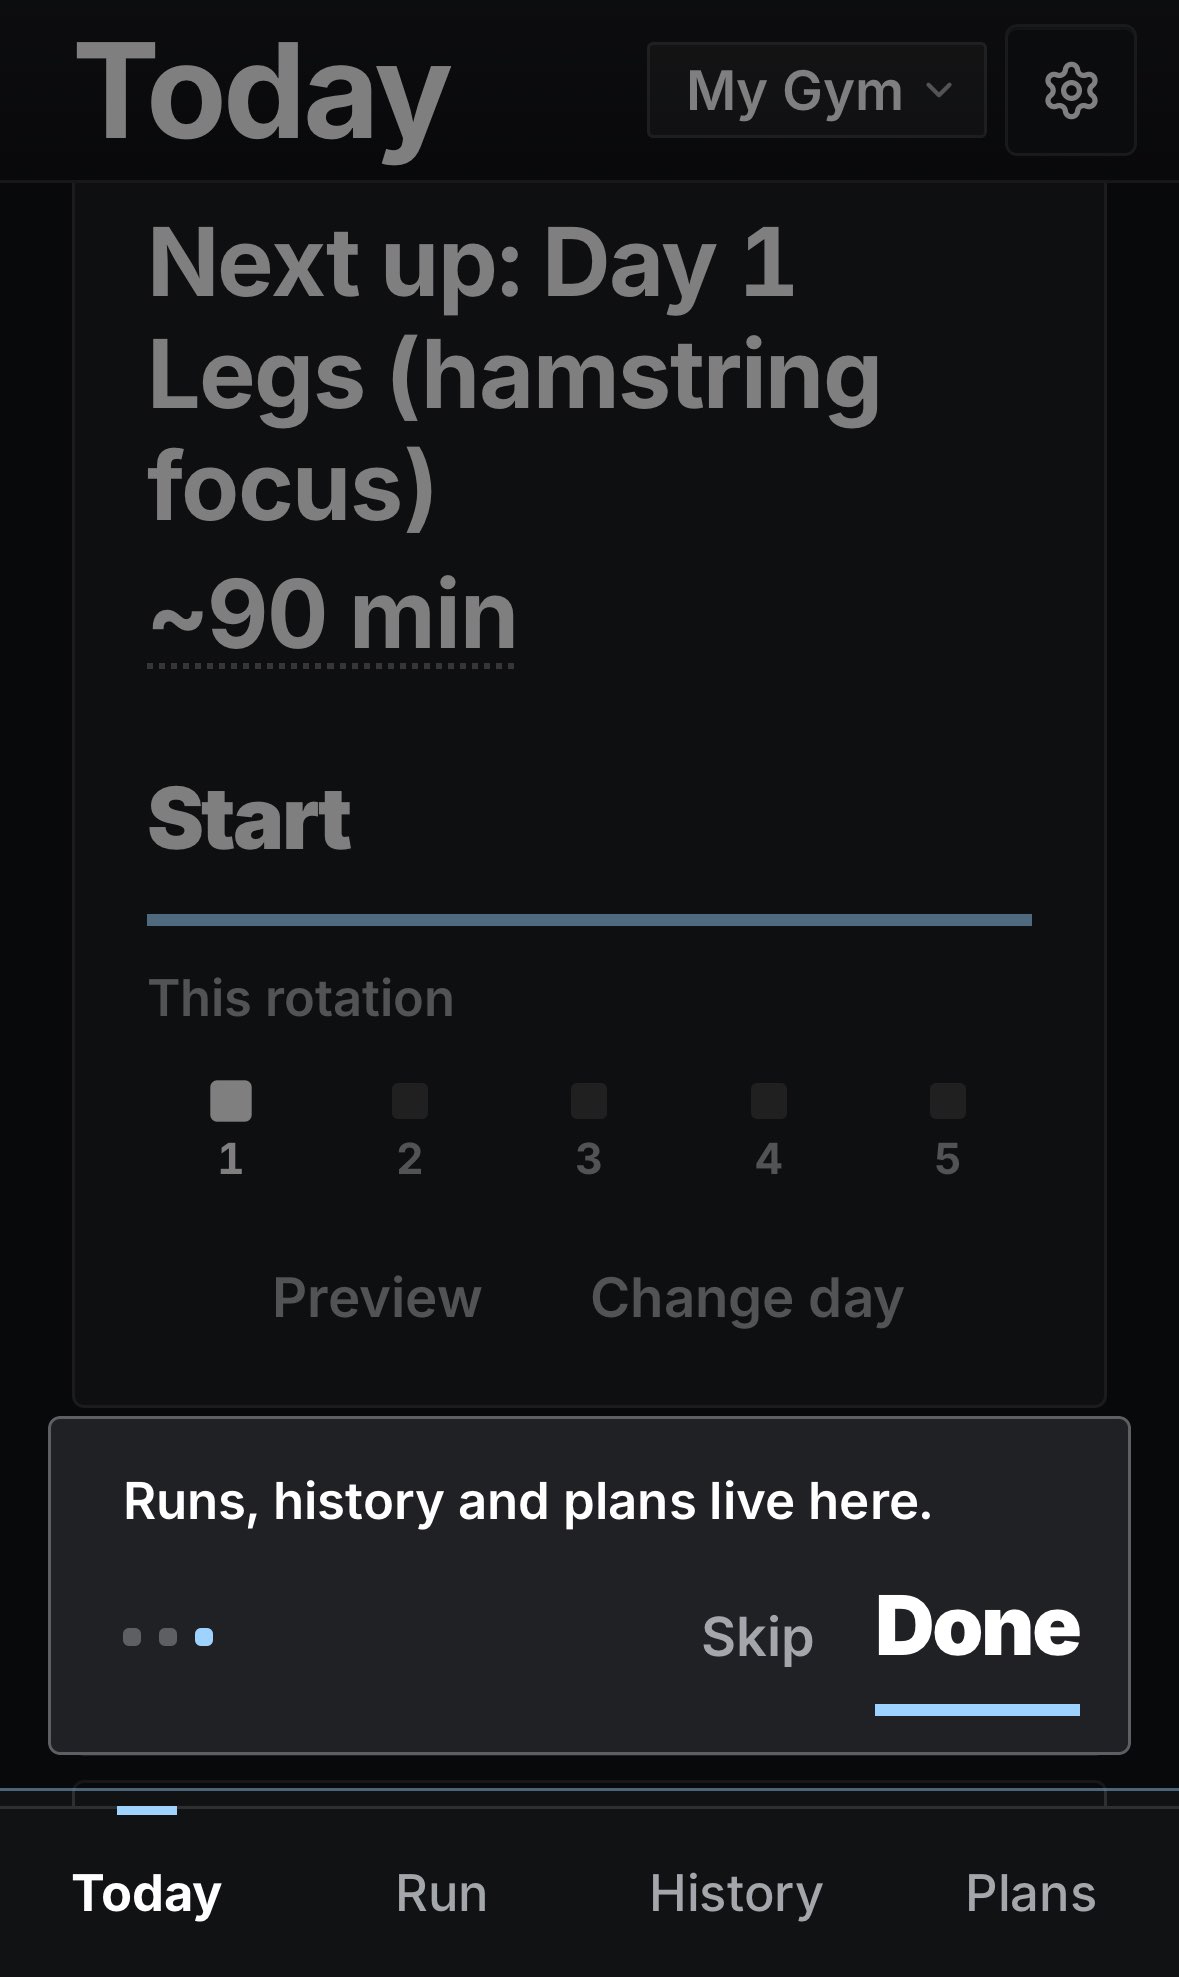 Today
My Gym
Next up: Day 1
Legs (hamstring
focus)
~90 min
Start
This rotation
1 2 3 4 5
Preview Change day
Runs, history and plans live here.
Skip Done
Today Run History Plans